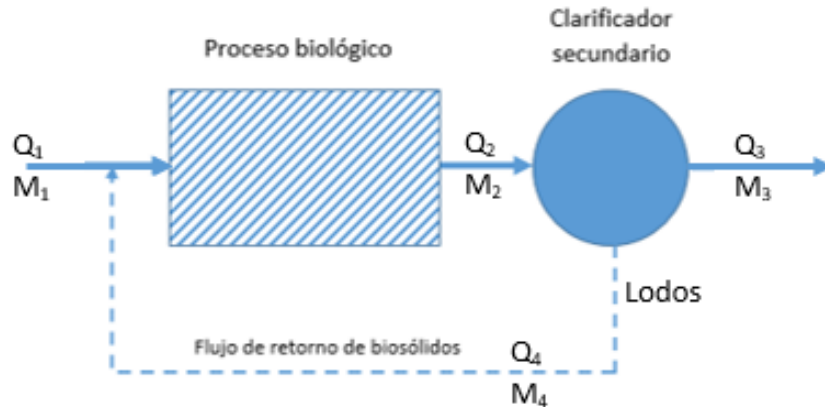 Proceso biológico
Clarificador
secundario
Q₁
M₁
Q₂
M₂
Q₃
M₃
Lodos
Flujo de retorno de biosólidos
Q₄
M₄